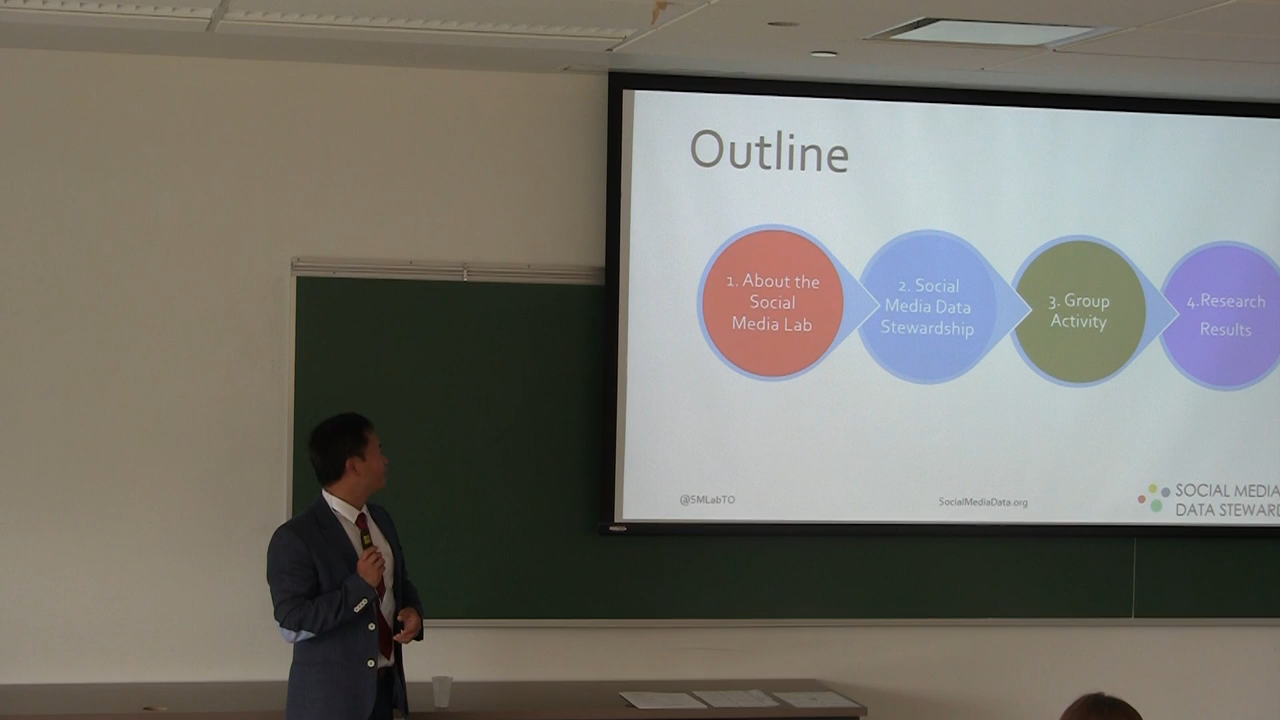 Outline
1. About the
Social
Media Lab
2. Social
Media Data
Stewardship
3. Group
Activity
4.Research
Results
@SMLabTO
SocialMediaData.org
SOCIAL MEDIA
DATA STEWARD